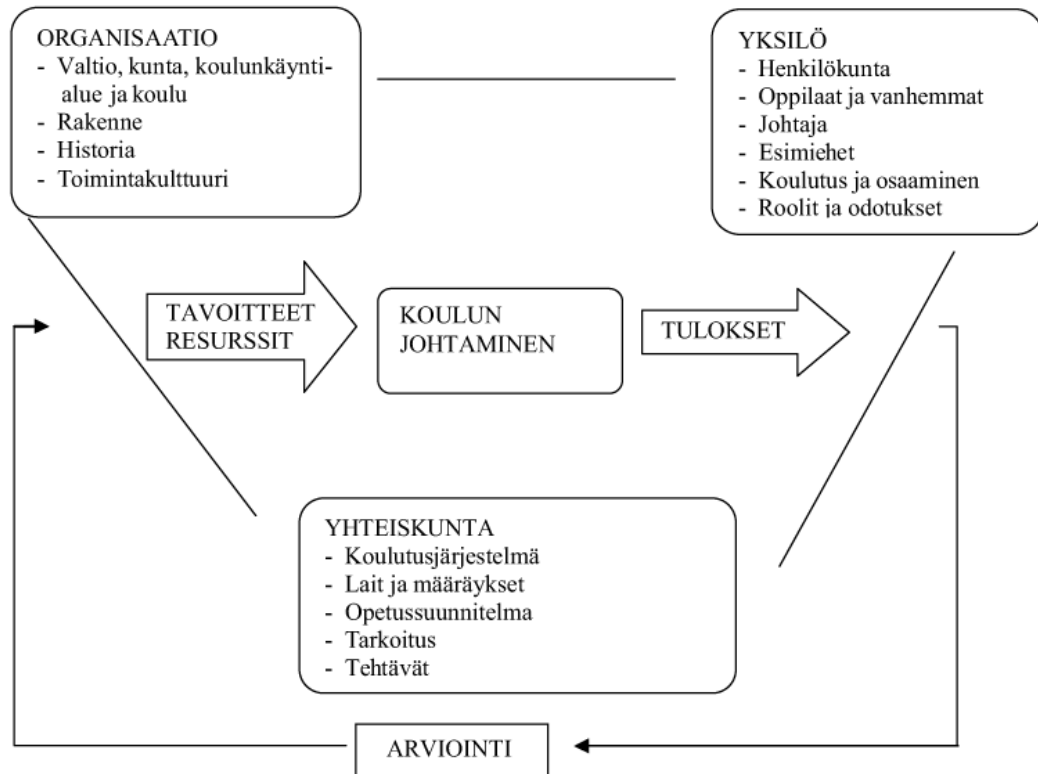 ORGANISAATIO
- Valtio, kunta, koulunkäynti-
alue ja koulu
- Rakenne
- Historia
- Toimintakulttuuri
YKSILÖ
- Henkilökunta
- Oppilaat ja vanhemmat
- Johtaja
- Esimiehet
- Koulutus ja osaaminen
- Roolit ja odotukset
TAVOITTEET
RESURSSIT
KOULUN
JOHTAMINEN
TULOKSET
YHTEISKUNTA
- Koulutusjärjestelmä
- Lait ja määräykset
- Opetussuunnitelma
- Tarkoitus
- Tehtävät
ARVIOINTI